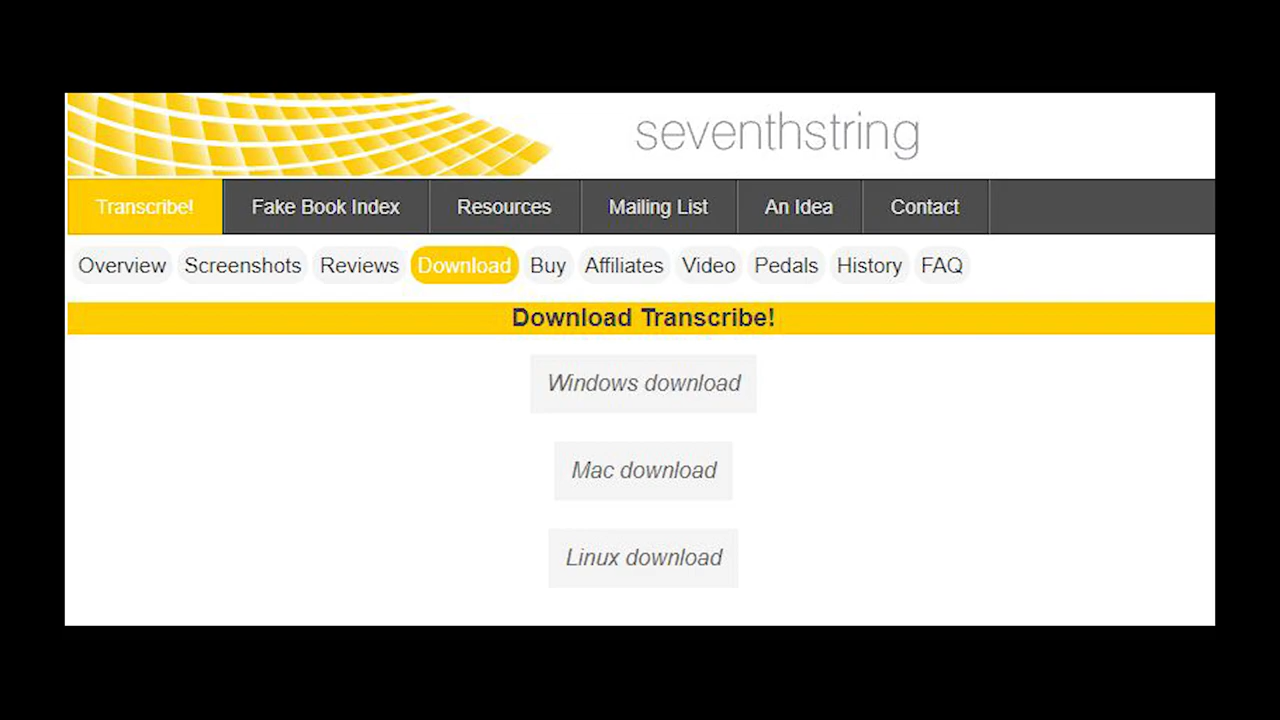 seventhstring
Transcribe! Fake Book Index Resources Mailing List An Idea Contact
Overview Screenshots Reviews Download Buy Affiliates Video Pedals History FAQ
Download Transcribe!
Windows download
Mac download
Linux download